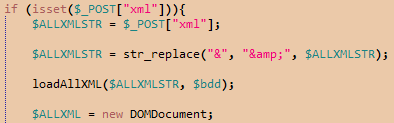 if (isset($_POST["xml"])){
$ALLXMLSTR = $_POST["xml"];
$ALLXMLSTR = str_replace("&", "&amp;", $ALLXMLSTR);
loadAllXML($ALLXMLSTR, $bdd);
$ALLXML = new DOMDocument;